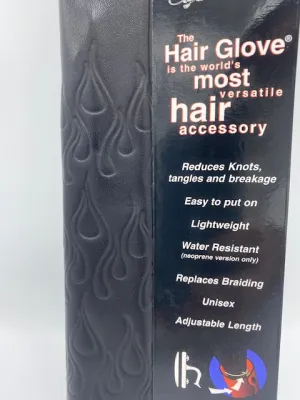 The
Hair Glove®
is the world's
most
versatile
hair
accessory
Reduces Knots,
tangles and breakage
Easy to put on
Lightweight
Water Resistant
(neoprene version only)
Replaces Braiding
Unisex
Adjustable Length